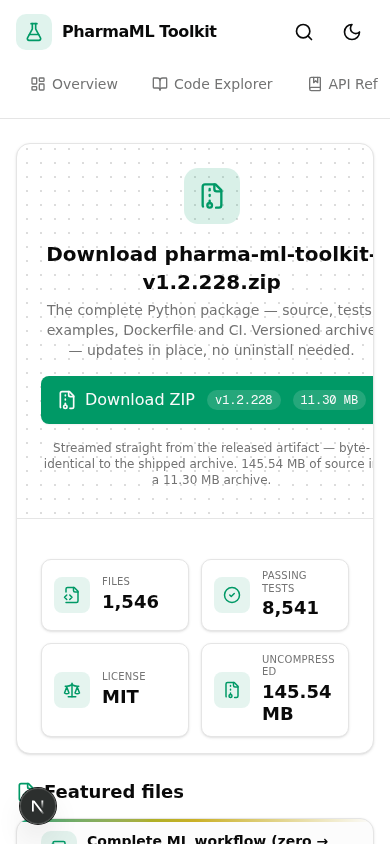 PharmaML Toolkit
Overview
Code Explorer
API Ref
Download pharma-ml-toolkit-
v1.2.228.zip
The complete Python package — source, tests
examples, Dockerfile and CI. Versioned archive
— updates in place, no uninstall needed.
Download ZIP v1.2.228 11.30 MB
Streamed straight from the released artifact — byte-
identical to the shipped archive. 145.54 MB of source i
a 11.30 MB archive.
FILES
1,546
PASSING
TESTS
8,541
LICENSE
MIT
UNCOMPRESS
ED
145.54
MB
Featured files
N
Complete ML workflow (zero →